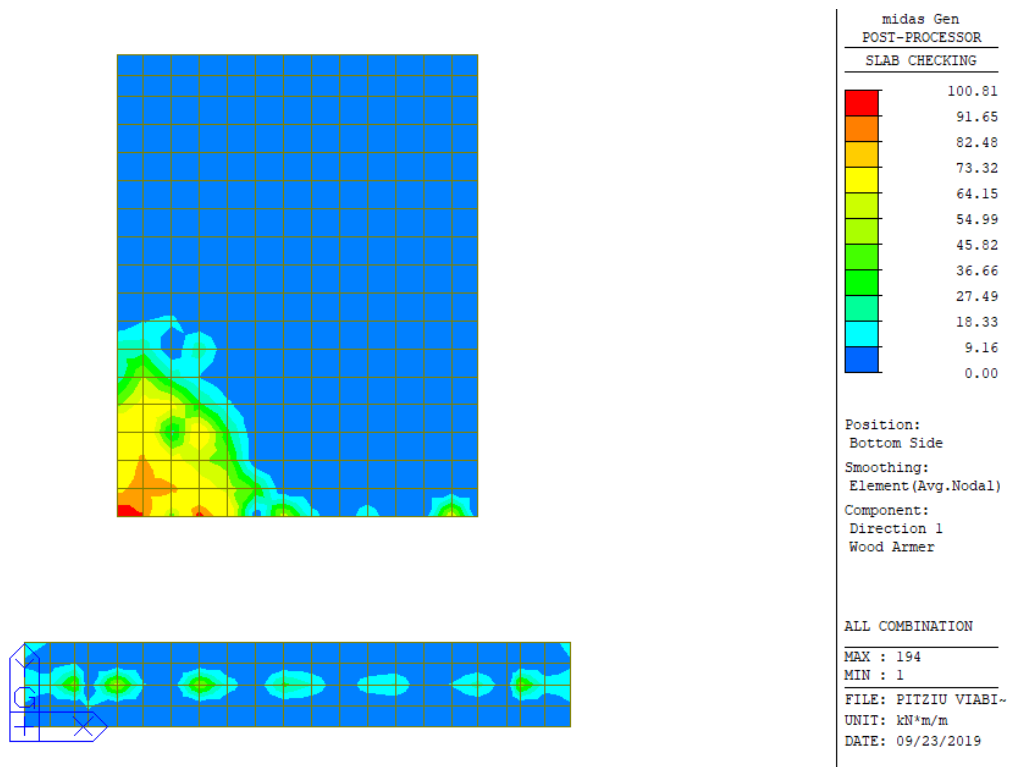 midas Gen
POST-PROCESSOR
SLAB CHECKING
100.81
91.65
82.48
73.32
64.15
54.99
45.82
36.66
27.49
18.33
9.16
0.00
Position:
Bottom Side
Smoothing:
Element(Avg.Nodal)
Component:
Direction 1
Wood Armer
ALL COMBINATION
MAX : 194
MIN : 1
FILE: PITZIU VIABI~
UNIT: kN*m/m
DATE: 09/23/2019
Y
G
X